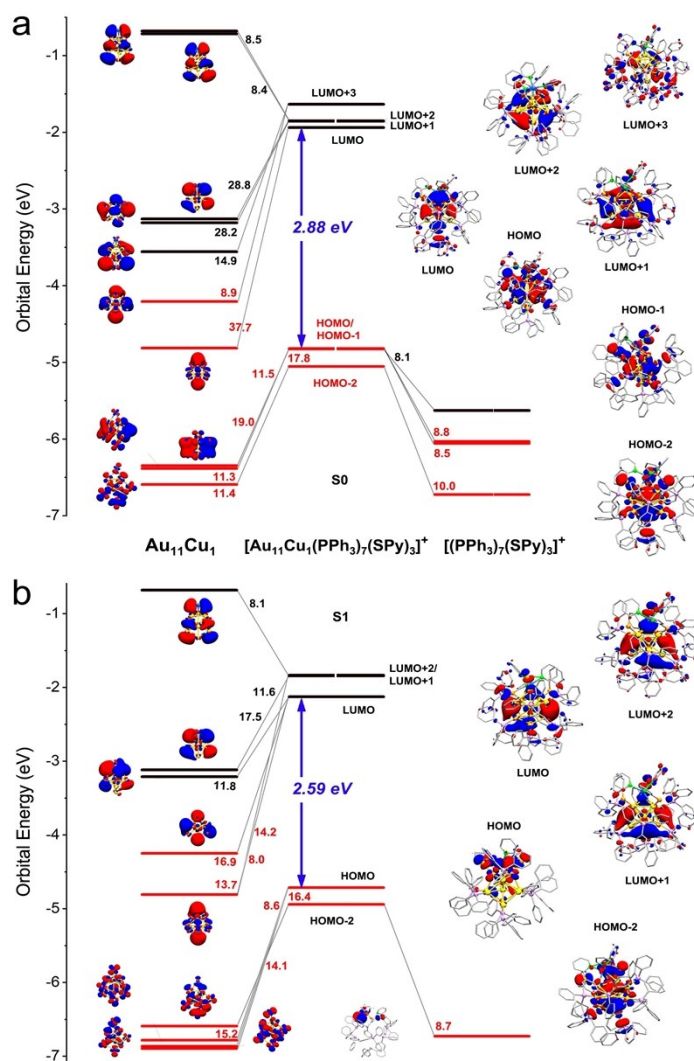 a
-1
-2
-3
-4
-5
-6
-7
Orbital Energy (eV)
8.5
8.4
28.8
28.2
14.9
8.9
37.7
11.5
19.0
11.3
11.4
LUMO+3
LUMO+2
LUMO+1
LUMO
2.88 eV
HOMO/
HOMO-1
17.8
HOMO-2
8.1
8.8
8.5
10.0
S0
LUMO+3
LUMO+2
LUMO
HOMO
LUMO+1
HOMO-1
HOMO-2
Au₁₁Cu₁ [Au₁₁Cu₁(PPh₃)₇(SPy)₃]⁺ [(PPh₃)₇(SPy)₃]⁺
b
-1
-2
-3
-4
-5
-6
-7
Orbital Energy (eV)
S1
8.1
11.6
17.5
11.8
14.2
16.9
8.0
13.7
8.6
14.1
15.2
LUMO+2/
LUMO+1
LUMO
2.59 eV
HOMO
16.4
HOMO-2
8.7
LUMO+2
LUMO
LUMO+1
HOMO
HOMO-2